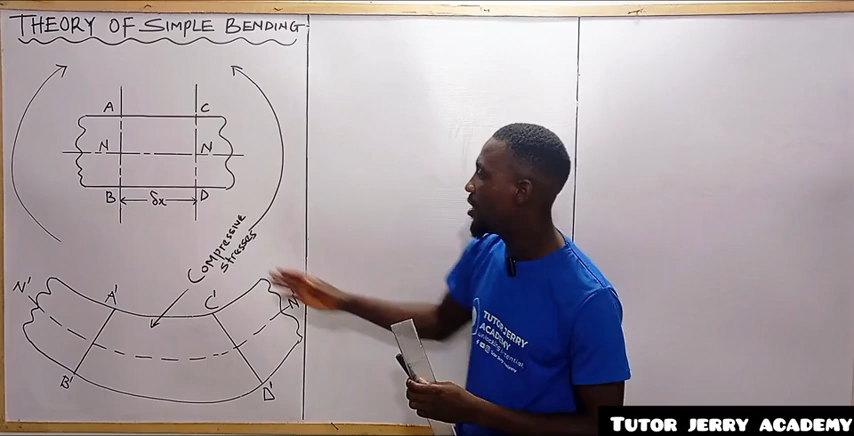 THEORY OF SIMPLE BENDING
A C
N N
B δx D
Compressive
stresses
N' A' C' N'
B' D'
TUTOR JERRY
ACADEMY
TUTOR JERRY ACADEMY